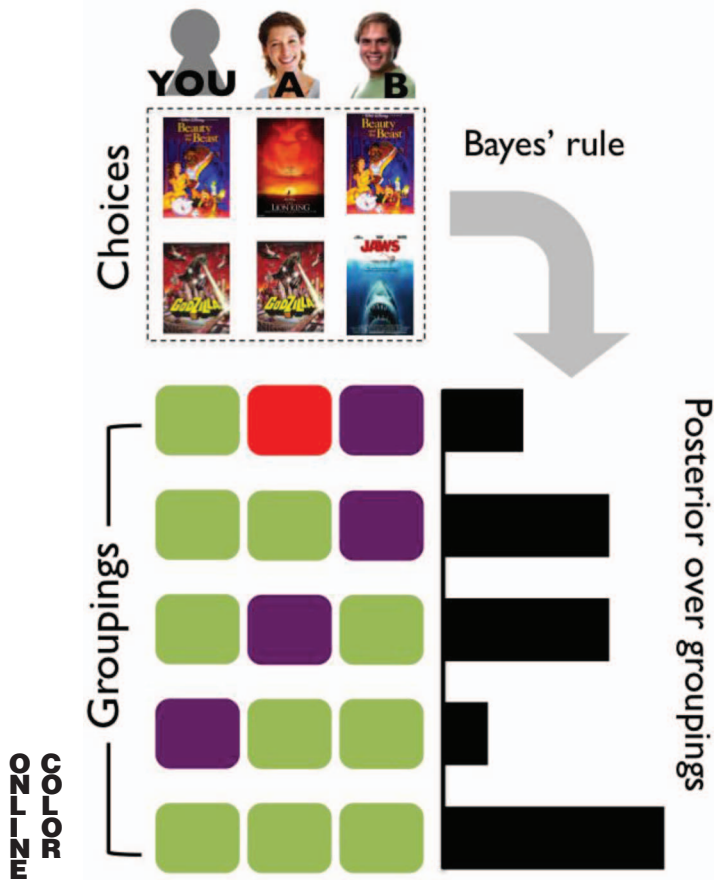 YOU A B
Choices
Beauty and the Beast
THE LION KING
Beauty and the Beast
GODZILLA
GODZILLA
JAWS
Bayes' rule
Groupings
Posterior over groupings
ONLINE
COLOR